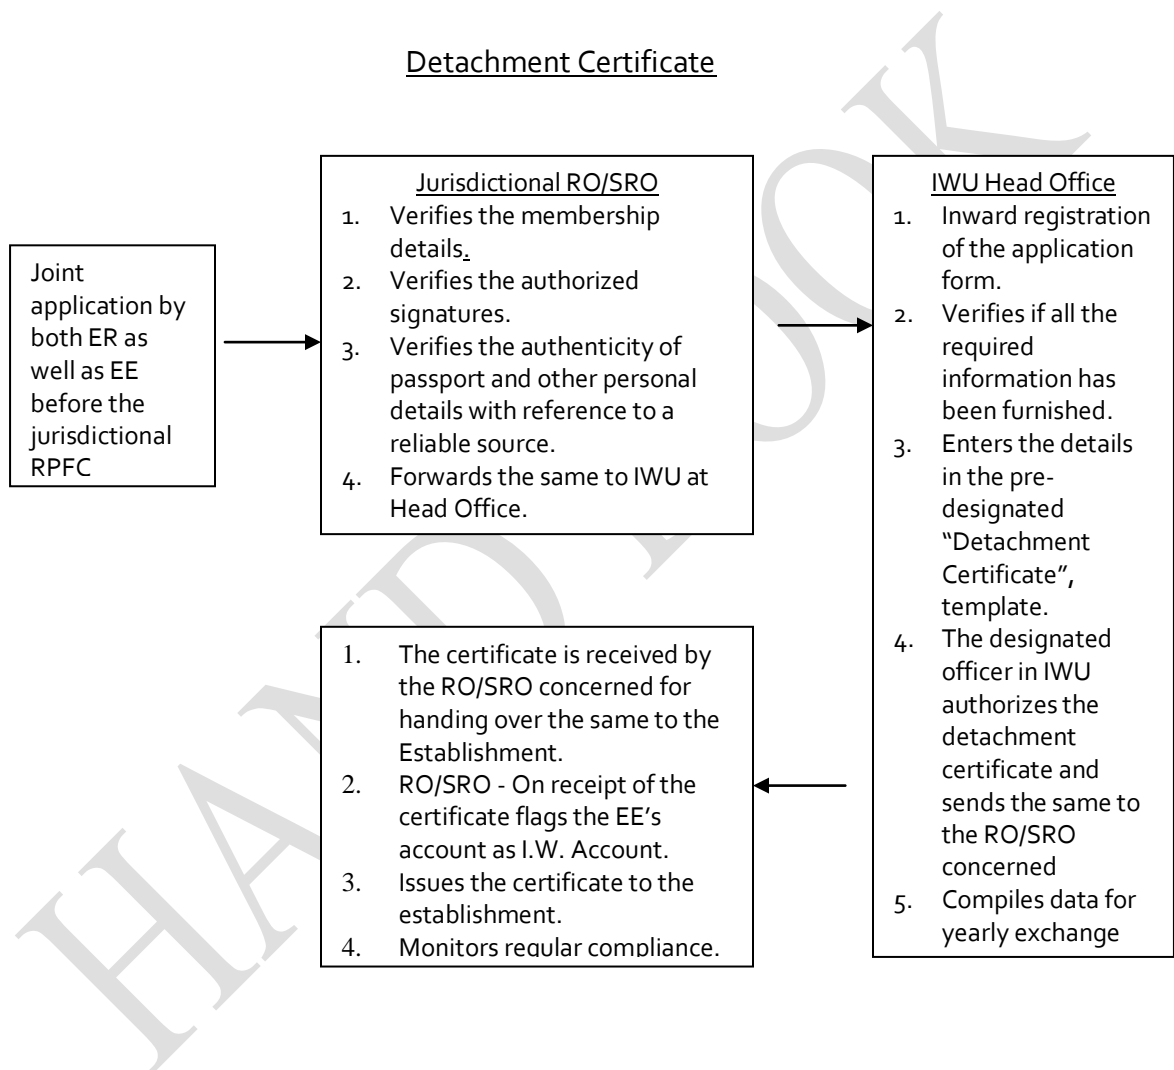 Detachment Certificate
Joint
application by
both ER as
well as EE
before the
jurisdictional
RPFC
Jurisdictional RO/SRO
1. Verifies the membership
details.
2. Verifies the authorized
signatures.
3. Verifies the authenticity of
passport and other personal
details with reference to a
reliable source.
4. Forwards the same to IWU at
Head Office.
IWU Head Office
1. Inward registration
of the application
form.
2. Verifies if all the
required
information has
been furnished.
3. Enters the details
in the pre-
designated
“Detachment
Certificate”,
template.
4. The designated
officer in IWU
authorizes the
detachment
certificate and
sends the same to
the RO/SRO
concerned
5. Compiles data for
yearly exchange
1. The certificate is received by
the RO/SRO concerned for
handing over the same to the
Establishment.
2. RO/SRO - On receipt of the
certificate flags the EE’s
account as I.W. Account.
3. Issues the certificate to the
establishment.
4. Monitors regular compliance.
HAND BOOK